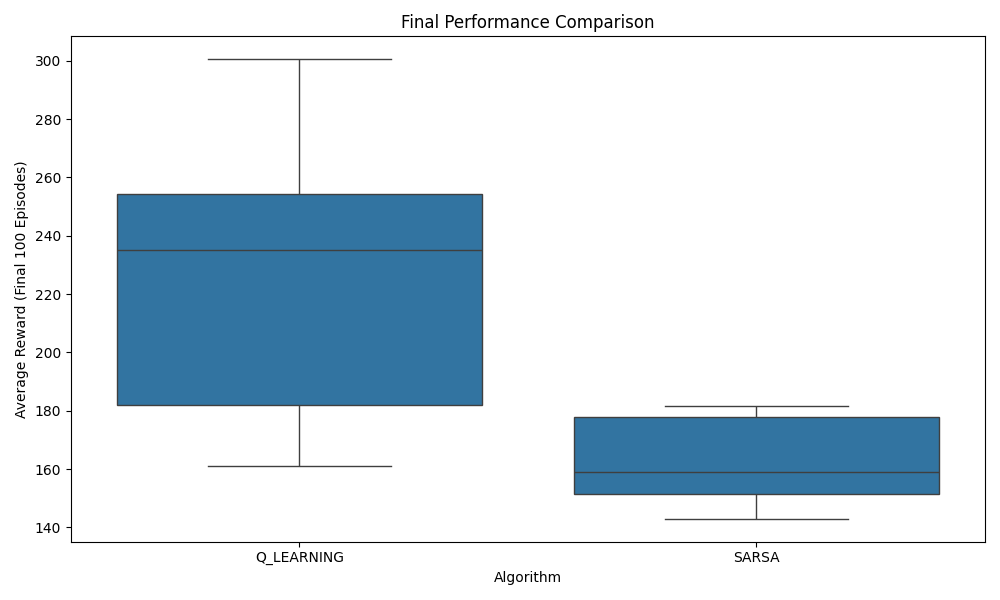 Final Performance Comparison
Average Reward (Final 100 Episodes)
300
280
260
240
220
200
180
160
140
Q_LEARNING
SARSA
Algorithm